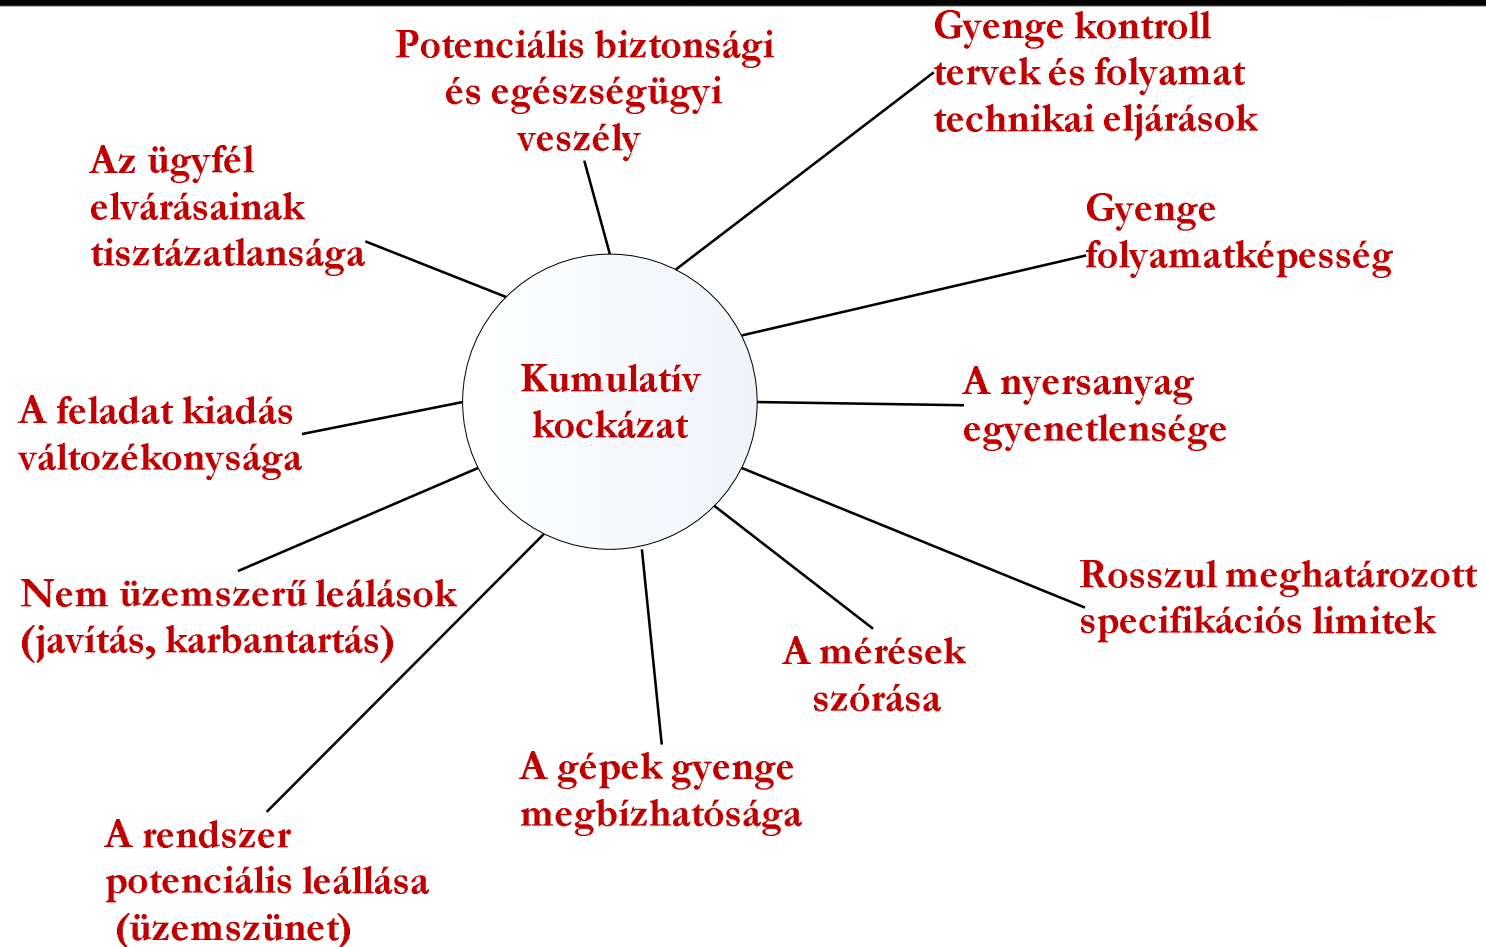 Potenciális biztonsági
és egészségügyi
veszély
Gyenge kontroll
tervek és folyamat
technikai eljárások
Az ügyfél
elvárásainak
tisztázatlansága
Gyenge
folyamatképesség
Kumulatív
kockázat
A nyersanyag
egyenetlensége
A feladat kiadás
változékonysága
Nem üzemszerű leálások
(javítás, karbantartás)
Rosszul meghatározott
specifikációs limitek
A mérések
szórása
A gépek gyenge
megbízhatósága
A rendszer
potenciális leállása
(üzemszünet)